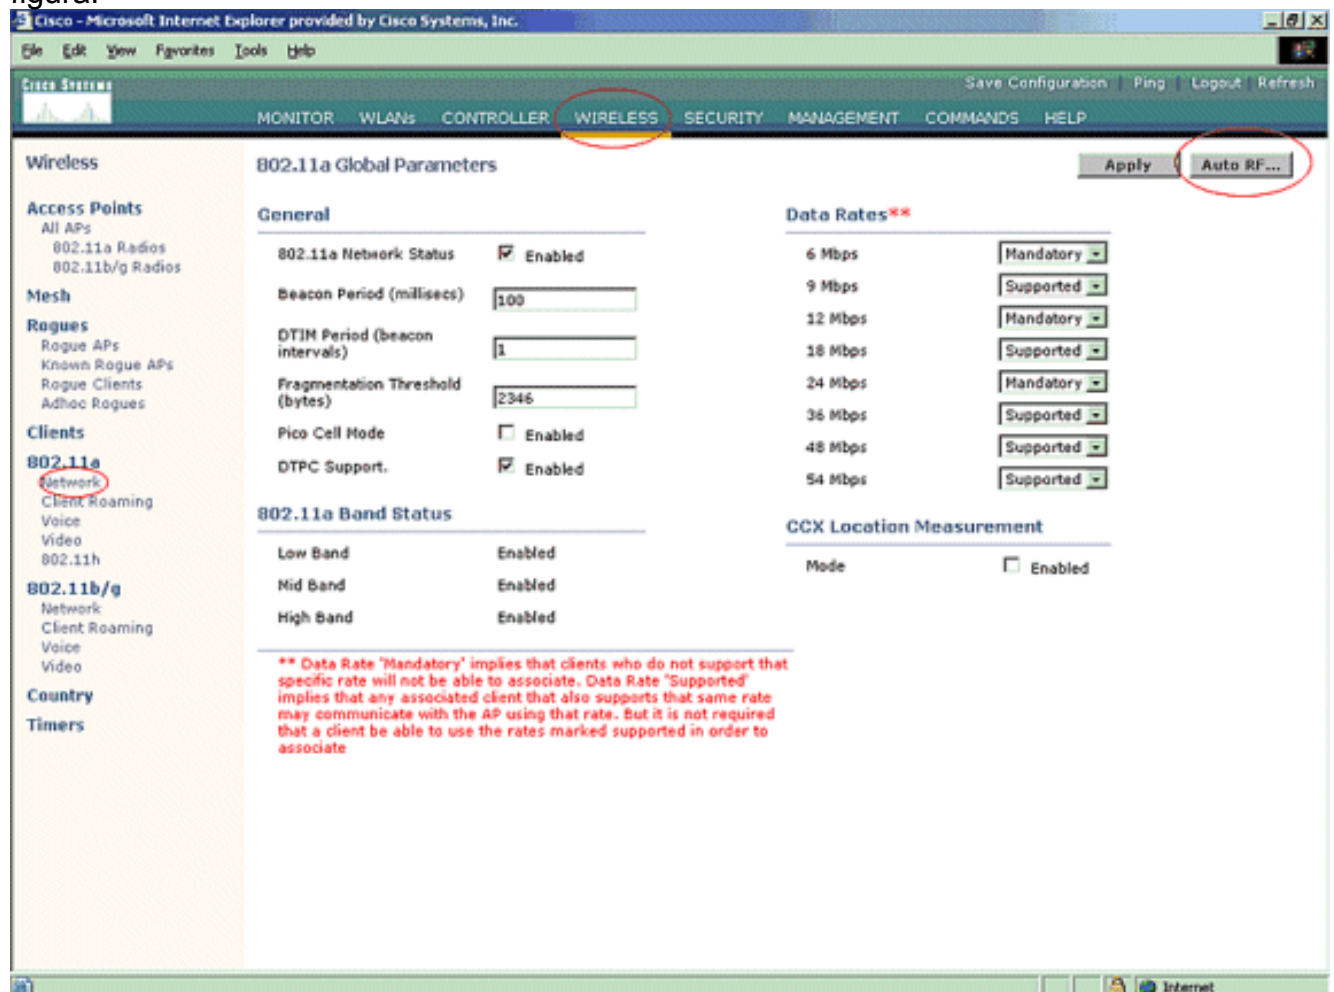 figura.
Cisco - Microsoft Internet Explorer provided by Cisco Systems, Inc.
File Edit View Favorites Tools Help
Cisco Systems
Save Configuration | Ping | Logout | Refresh
MONITOR WLANs CONTROLLER WIRELESS SECURITY MANAGEMENT COMMANDS HELP
Wireless
Access Points
All APs
802.11a Radios
802.11b/g Radios
Mesh
Rogues
Rogue APs
Known Rogue APs
Rogue Clients
Adhoc Rogues
Clients
802.11a
Network
Client Roaming
Voice
Video
802.11h
802.11b/g
Network
Client Roaming
Voice
Video
Country
Timers
802.11a Global Parameters
Apply
Auto RF...
General
802.11a Network Status Enabled
Beacon Period (millisecs) 100
DTIM Period (beacon
intervals) 1
Fragmentation Threshold
(bytes) 2346
Pico Cell Mode Enabled
DTPC Support. Enabled
802.11a Band Status
Low Band Enabled
Mid Band Enabled
High Band Enabled
Data Rates**
6 Mbps Mandatory
9 Mbps Supported
12 Mbps Mandatory
18 Mbps Supported
24 Mbps Mandatory
36 Mbps Supported
48 Mbps Supported
54 Mbps Supported
CCX Location Measurement
Mode Enabled
** Data Rate 'Mandatory' implies that clients who do not support that
specific rate will not be able to associate. Data Rate 'Supported'
implies that any associated client that also supports that same rate
may communicate with the AP using that rate. But it is not required
that a client be able to use the rates marked supported in order to
associate
Internet